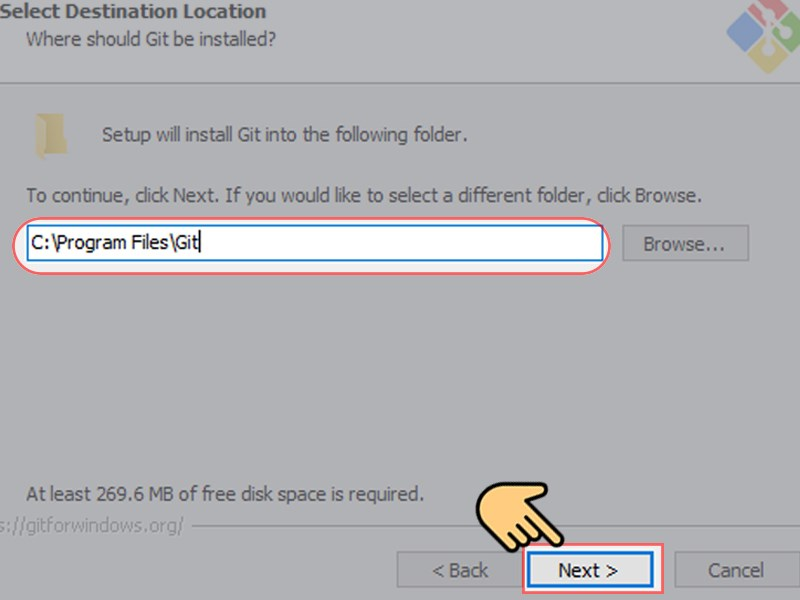 Select Destination Location
Where should Git be installed?
Setup will install Git into the following folder.
To continue, click Next. If you would like to select a different folder, click Browse.
C:\Program Files\Git
Browse...
At least 269.6 MB of free disk space is required.
s://gitforwindows.org/
< Back
Next >
Cancel